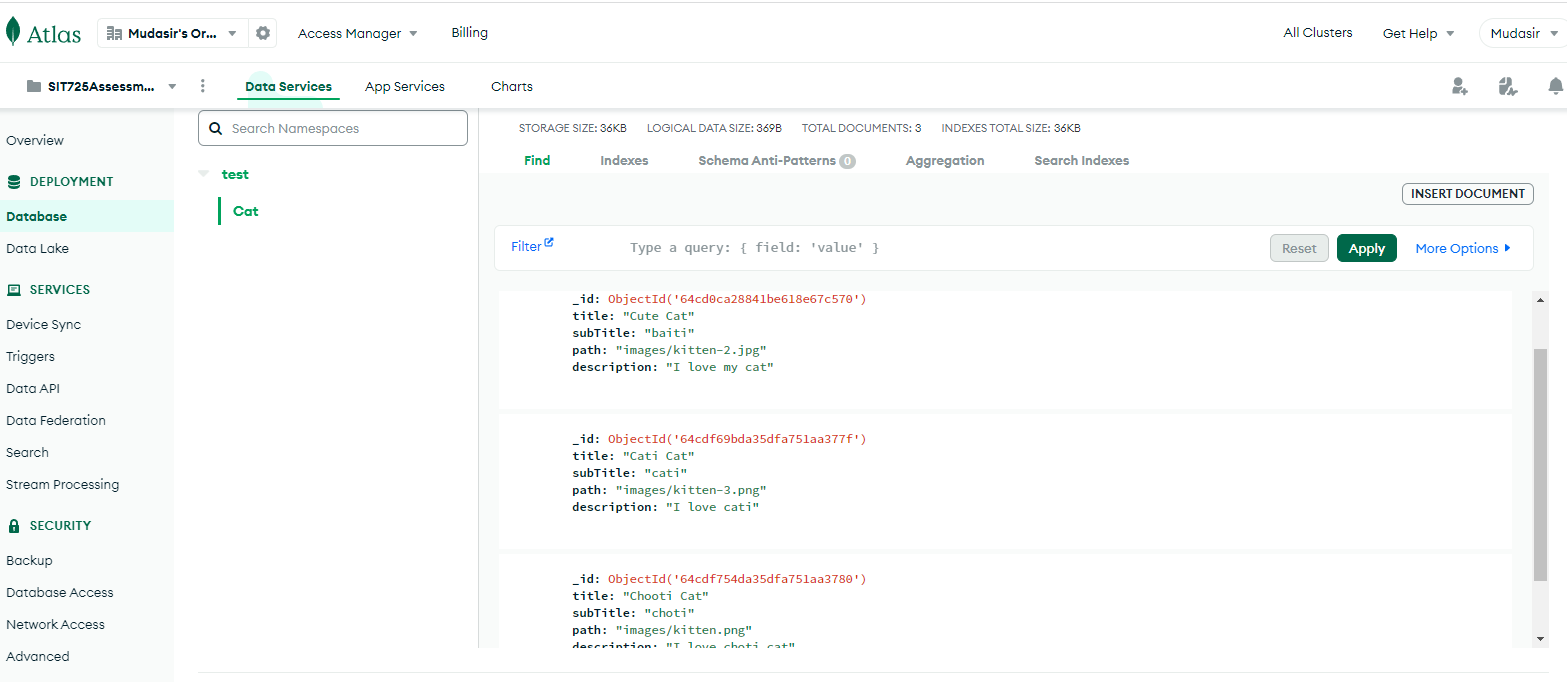 Atlas
Mudasir's Or...
Access Manager
Billing
All Clusters
Get Help
Mudasir
SIT725Assessm...
Data Services
App Services
Charts
Overview
DEPLOYMENT
Database
Data Lake
SERVICES
Device Sync
Triggers
Data API
Data Federation
Search
Stream Processing
SECURITY
Backup
Database Access
Network Access
Advanced
Search Namespaces
test
Cat
STORAGE SIZE: 36KB LOGICAL DATA SIZE: 369B TOTAL DOCUMENTS: 3 INDEXES TOTAL SIZE: 36KB
Find Indexes Schema Anti-Patterns 0 Aggregation Search Indexes
INSERT DOCUMENT
Filter Type a query: { field: 'value' } Reset Apply More Options
_id: ObjectId('64cd0ca28841be618e67c570')
title: "Cute Cat"
subTitle: "baiti"
path: "images/kitten-2.jpg"
description: "I love my cat"
_id: ObjectId('64cdf69bda35dfa751aa377f')
title: "Cati Cat"
subTitle: "cati"
path: "images/kitten-3.png"
description: "I love cati"
_id: ObjectId('64cdf754da35dfa751aa3780')
title: "Chooti Cat"
subTitle: "choti"
path: "images/kitten.png"
description: "I love choti cat"